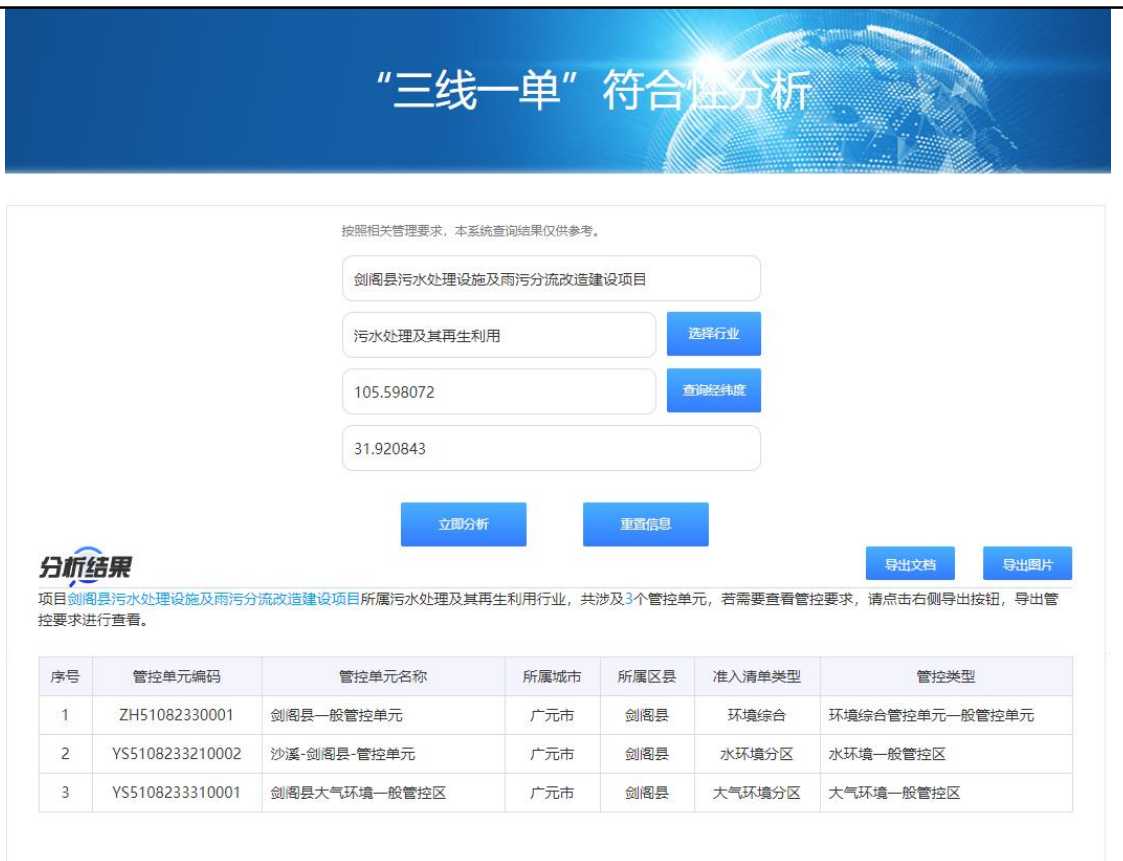 “三线一单”符合性分析
按照相关管理要求，本系统查询结果仅供参考。
剑阁县污水处理设施及雨污分流改造建设项目
污水处理及其再生利用 选择行业
105.598072 查询经纬度
31.920843
立即分析 重置信息
分析结果 导出文档 导出图片
项目剑阁县污水处理设施及雨污分流改造建设项目所属污水处理及其再生利用行业，共涉及3个管控单元，若需要查看管控要求，请点击右侧导出按钮，导出管
控要求进行查看。
序号 管控单元编码 管控单元名称 所属城市 所属区县 准入清单类型 管控类型
1 ZH51082330001 剑阁县一般管控单元 广元市 剑阁县 环境综合 环境综合管控单元一般管控单元
2 YS5108233210002 沙溪-剑阁县-管控单元 广元市 剑阁县 水环境分区 水环境一般管控区
3 YS5108233310001 剑阁县大气环境一般管控区 广元市 剑阁县 大气环境分区 大气环境一般管控区